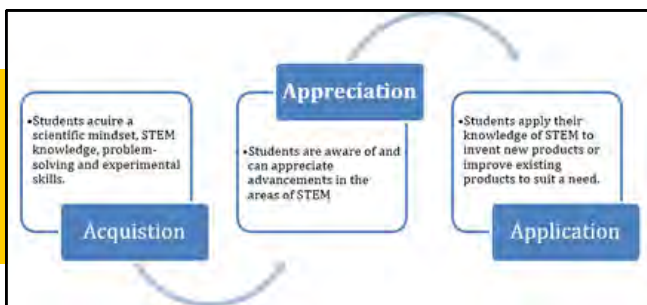 •Students acuire a
scientific mindset, STEM
knowledge, problem-
solving and experimental
skills.
Acquistion
Appreciation
•Students are aware of and
can appreciate
advancements in the
areas of STEM
•Students apply their
knowledge of STEM to
invent new products or
improve existing
products to suit a need.
Application